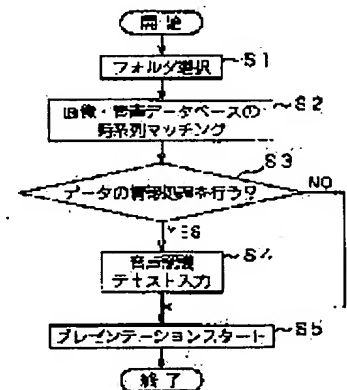 開始
フォルダ選択
S1
画像・音声データベースの
時系列マッチング
S2
S3
データの情報処理を行う?
NO
YES
音声認識
テキスト入力
S4
プレゼンテーションスタート
S5
終了